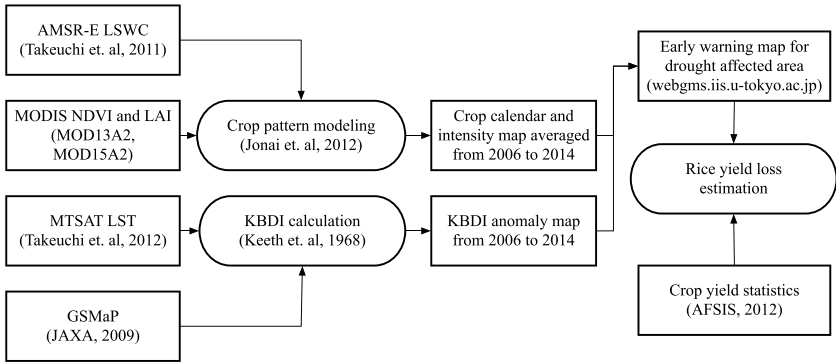 AMSR-E LSWC
(Takeuchi et. al, 2011)
MODIS NDVI and LAI
(MOD13A2,
MOD15A2)
Crop pattern modeling
(Jonai et. al, 2012)
Crop calendar and
intensity map averaged
from 2006 to 2014
Early warning map for
drought affected area
(webgms.iis.u-tokyo.ac.jp)
Rice yield loss
estimation
MTSAT LST
(Takeuchi et. al, 2012)
KBDI calculation
(Keeth et. al, 1968)
KBDI anomaly map
from 2006 to 2014
GSMaP
(JAXA, 2009)
Crop yield statistics
(AFSIS, 2012)